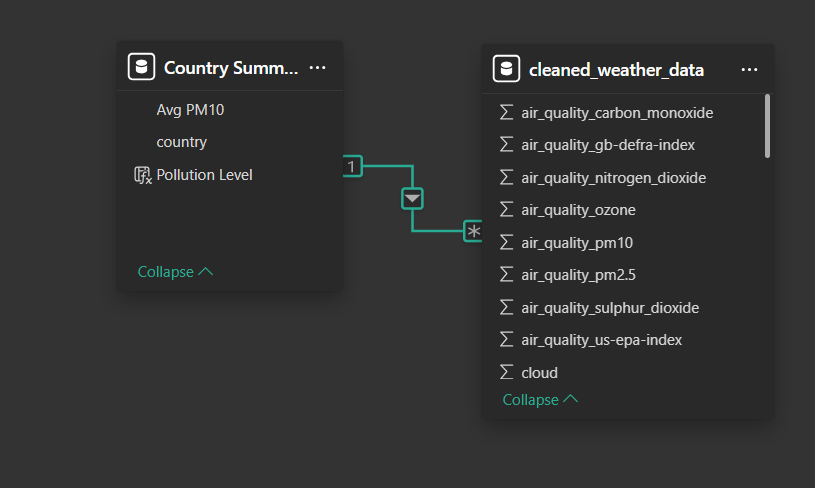 Country Summ...
Avg PM10
country
Pollution Level
Collapse
1
*
cleaned_weather_data
air_quality_carbon_monoxide
air_quality_gb-defra-index
air_quality_nitrogen_dioxide
air_quality_ozone
air_quality_pm10
air_quality_pm2.5
air_quality_sulphur_dioxide
air_quality_us-epa-index
cloud
Collapse